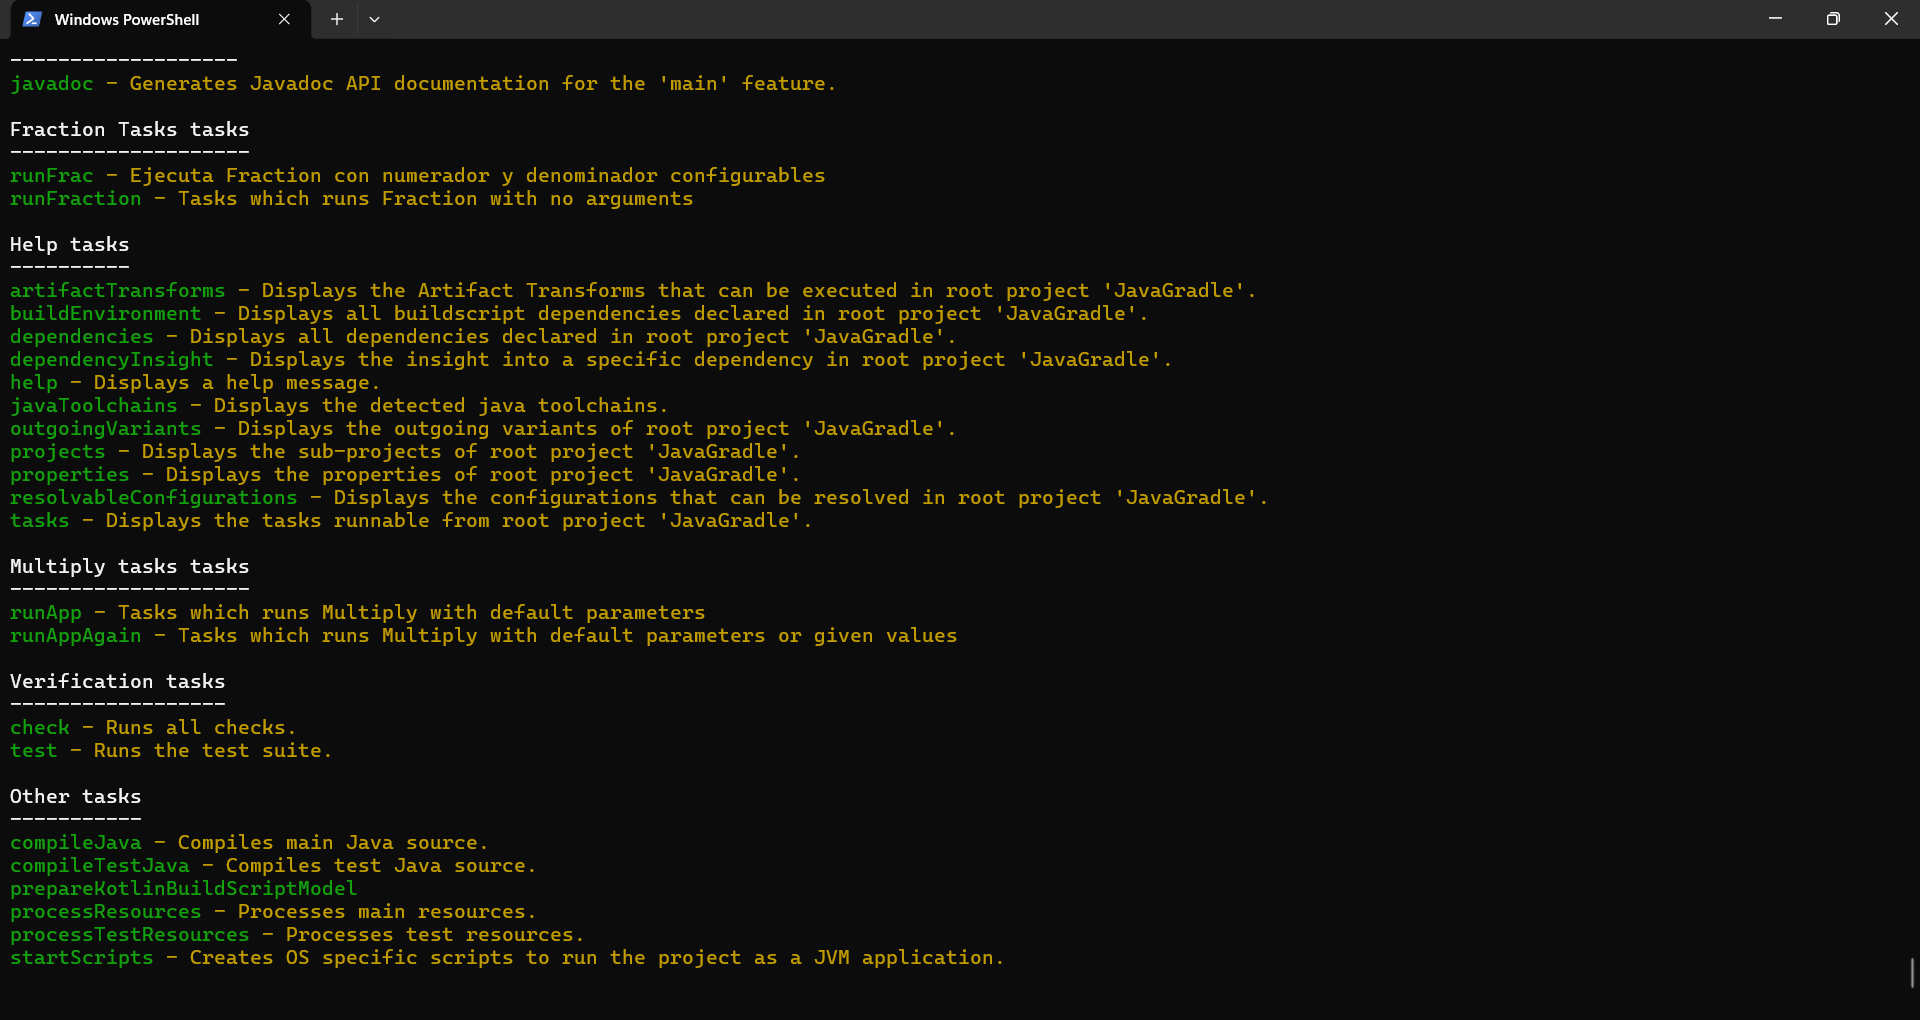 Windows PowerShell
-------------------
javadoc - Generates Javadoc API documentation for the 'main' feature.
Fraction Tasks tasks
--------------------
runFrac - Ejecuta Fraction con numerador y denominador configurables
runFraction - Tasks which runs Fraction with no arguments
Help tasks
----------
artifactTransforms - Displays the Artifact Transforms that can be executed in root project 'JavaGradle'.
buildEnvironment - Displays all buildscript dependencies declared in root project 'JavaGradle'.
dependencies - Displays all dependencies declared in root project 'JavaGradle'.
dependencyInsight - Displays the insight into a specific dependency in root project 'JavaGradle'.
help - Displays a help message.
javaToolchains - Displays the detected java toolchains.
outgoingVariants - Displays the outgoing variants of root project 'JavaGradle'.
projects - Displays the sub-projects of root project 'JavaGradle'.
properties - Displays the properties of root project 'JavaGradle'.
resolvableConfigurations - Displays the configurations that can be resolved in root project 'JavaGradle'.
tasks - Displays the tasks runnable from root project 'JavaGradle'.
Multiply tasks tasks
--------------------
runApp - Tasks which runs Multiply with default parameters
runAppAgain - Tasks which runs Multiply with default parameters or given values
Verification tasks
------------------
check - Runs all checks.
test - Runs the test suite.
Other tasks
-----------
compileJava - Compiles main Java source.
compileTestJava - Compiles test Java source.
prepareKotlinBuildScriptModel
processResources - Processes main resources.
processTestResources - Processes test resources.
startScripts - Creates OS specific scripts to run the project as a JVM application.